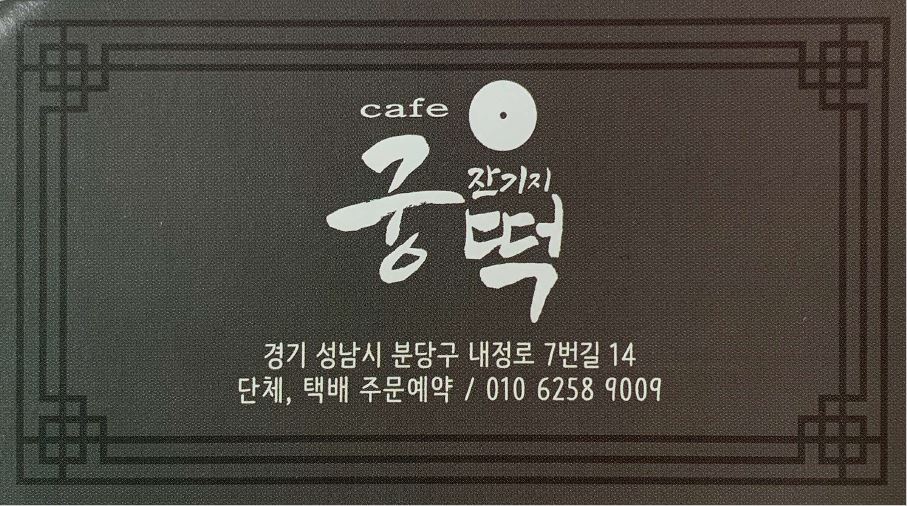 cafe
궁
잔기지
떡
경기 성남시 분당구 내정로 7번길 14
단체, 택배 주문예약 / 010 6258 9009